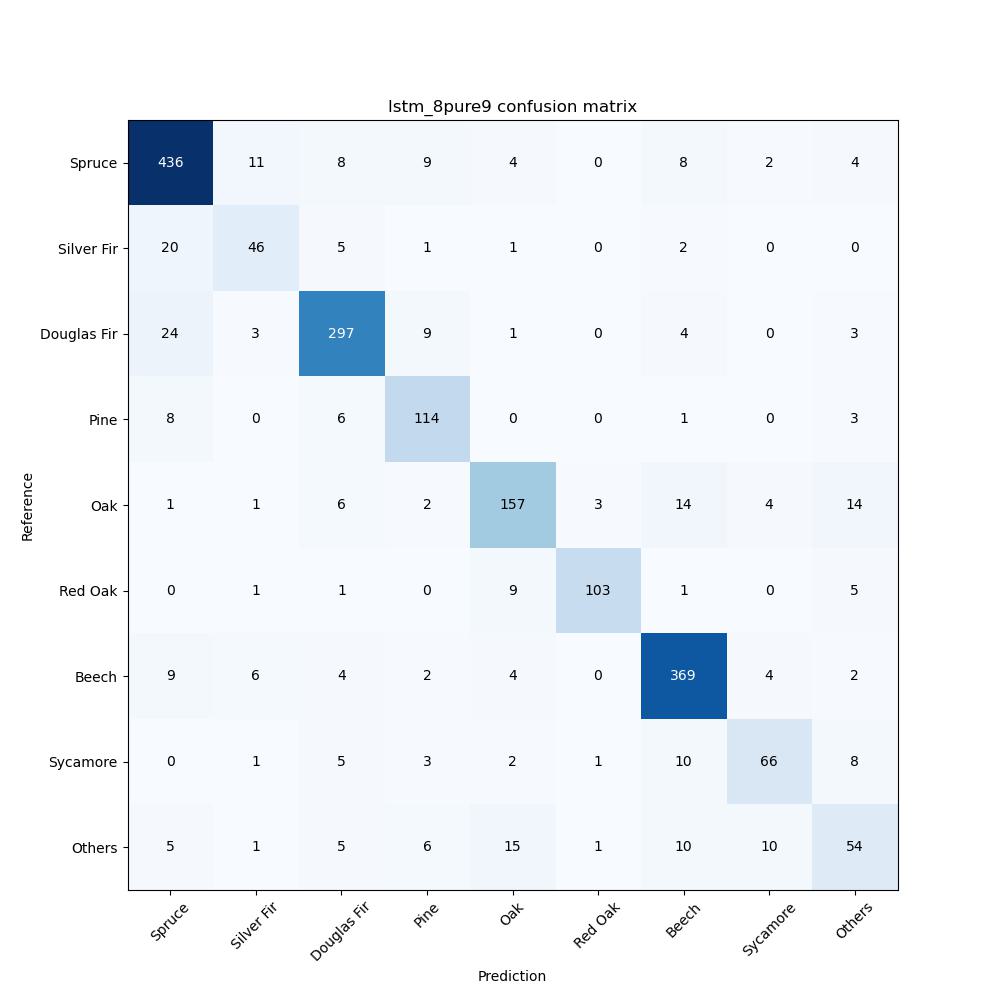 lstm_8pure9 confusion matrix
Spruce 436 11 8 9 4 0 8 2 4
Silver Fir 20 46 5 1 1 0 2 0 0
Douglas Fir 24 3 297 9 1 0 4 0 3
Pine 8 0 6 114 0 0 1 0 3
Oak 1 1 6 2 157 3 14 4 14
Red Oak 0 1 1 0 9 103 1 0 5
Beech 9 6 4 2 4 0 369 4 2
Sycamore 0 1 5 3 2 1 10 66 8
Others 5 1 5 6 15 1 10 10 54
Reference
Spruce Silver Fir Douglas Fir Pine Oak Red Oak Beech Sycamore Others
Prediction